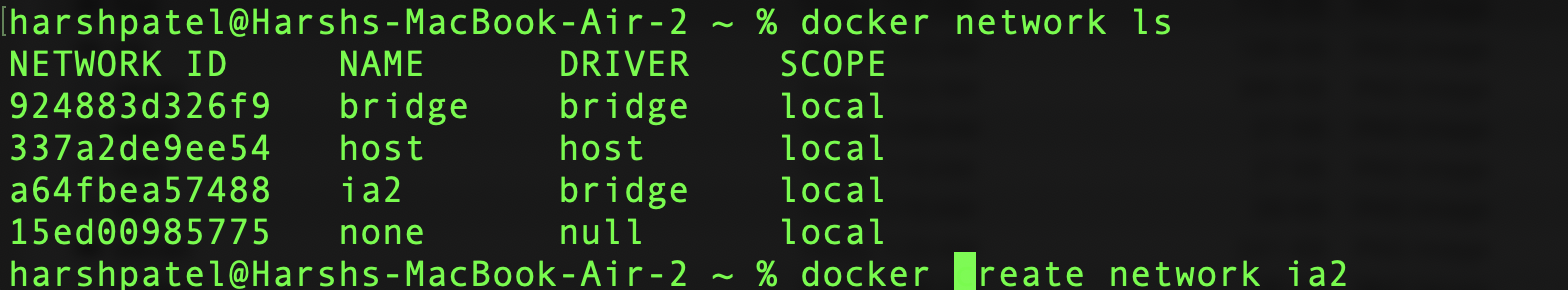 [harshpatel@Harshs-MacBook-Air-2 ~ % docker network ls
NETWORK ID NAME DRIVER SCOPE
924883d326f9 bridge bridge local
337a2de9ee54 host host local
a64fbea57488 ia2 bridge local
15ed00985775 none null local
harshpatel@Harshs-MacBook-Air-2 ~ % docker reate network ia2